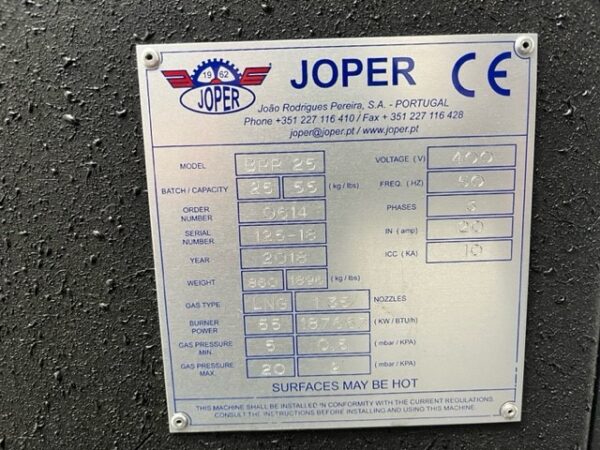 1962
JOPER
JOPER CE
João Rodrigues Pereira, S.A. - PORTUGAL
Phone +351 227 116 410 / Fax + 351 227 116 428
joper@joper.pt / www.joper.pt
MODEL BPR 25
BATCH / CAPACITY 25 55 (kg / lbs)
ORDER NUMBER 0614
SERIAL NUMBER 125-18
YEAR 2018
WEIGHT (kg / lbs)
GAS TYPE LNG NOZZLES
BURNER POWER 55 (KW / BTU/h)
GAS PRESSURE MIN. 5 0.5 (mbar / KPA)
GAS PRESSURE MAX. 20 2 (mbar / KPA)
VOLTAGE (V) 400
FREQ. (HZ) 50
PHASES 3
IN (amp) 20
ICC (KA) 10
SURFACES MAY BE HOT
THIS MACHINE SHALL BE INSTALLED IN CONFORMITY WITH THE CURRENT REGULATIONS.
CONSULT THE INSTRUCTIONS BEFORE INSTALLING AND USING THIS MACHINE.